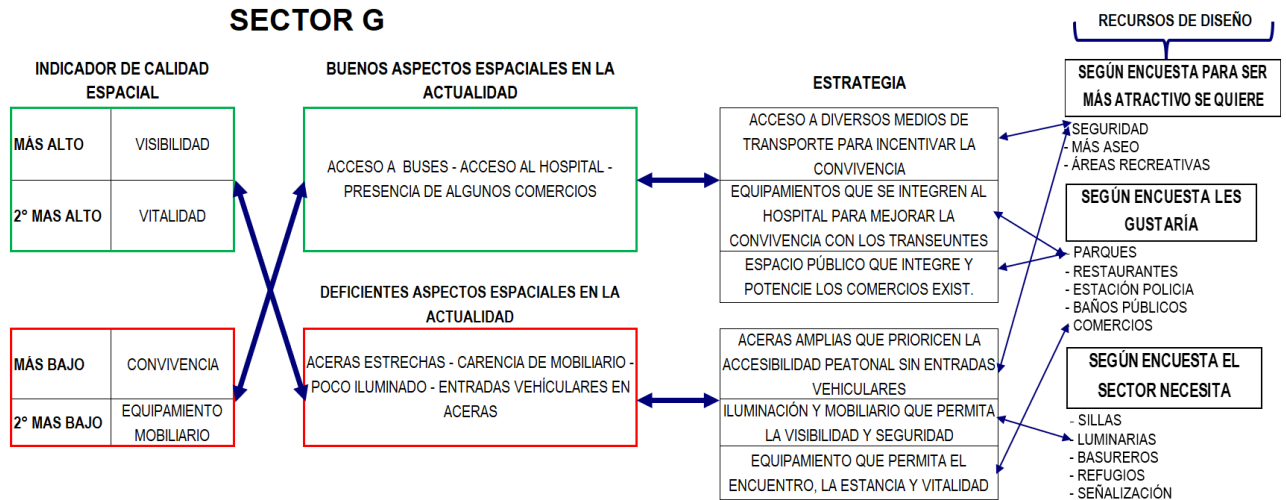 SECTOR G
INDICADOR DE CALIDAD
ESPACIAL
MÁS ALTO
VISIBILIDAD
2° MAS ALTO
VITALIDAD
MÁS BAJO
CONVIVENCIA
2° MAS BAJO
EQUIPAMIENTO
MOBILIARIO
BUENOS ASPECTOS ESPACIALES EN LA
ACTUALIDAD
ACCESO A BUSES - ACCESO AL HOSPITAL -
PRESENCIA DE ALGUNOS COMERCIOS
DEFICIENTES ASPECTOS ESPACIALES EN LA
ACTUALIDAD
ACERAS ESTRECHAS - CARENCIA DE MOBILIARIO -
POCO ILUMINADO - ENTRADAS VEHÍCULARES EN
ACERAS
ESTRATEGIA
ACCESO A DIVERSOS MEDIOS DE
TRANSPORTE PARA INCENTIVAR LA
CONVIVENCIA
EQUIPAMIENTOS QUE SE INTEGREN AL
HOSPITAL PARA MEJORAR LA
CONVIVENCIA CON LOS TRANSEUNTES
ESPACIO PÚBLICO QUE INTEGRE Y
POTENCIE LOS COMERCIOS EXIST.
ACERAS AMPLIAS QUE PRIORICEN LA
ACCESIBILIDAD PEATONAL SIN ENTRADAS
VEHICULARES
ILUMINACIÓN Y MOBILIARIO QUE PERMITA
LA VISIBILIDAD Y SEGURIDAD
EQUIPAMIENTO QUE PERMITA EL
ENCUENTRO, LA ESTANCIA Y VITALIDAD
RECURSOS DE DISEÑO
SEGÚN ENCUESTA PARA SER
MÁS ATRACTIVO SE QUIERE
- SEGURIDAD
- MÁS ASEO
- ÁREAS RECREATIVAS
SEGÚN ENCUESTA LES
GUSTARÍA
- PARQUES
- RESTAURANTES
- ESTACIÓN POLICIA
- BAÑOS PÚBLICOS
- COMERCIOS
SEGÚN ENCUESTA EL
SECTOR NECESITA
- SILLAS
- LUMINARIAS
- BASUREROS
- REFUGIOS
- SEÑALIZACIÓN